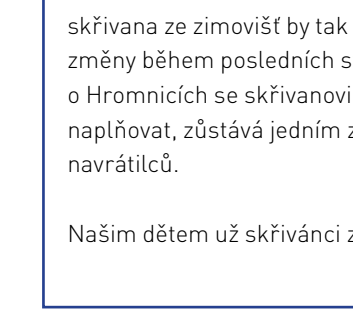 skřivana ze zimovišť by tak
změny během posledních s
o Hromnicích se skřivanovi
naplňovat, zůstává jedním z
navrátilců.
Našim dětem už skřivánci z